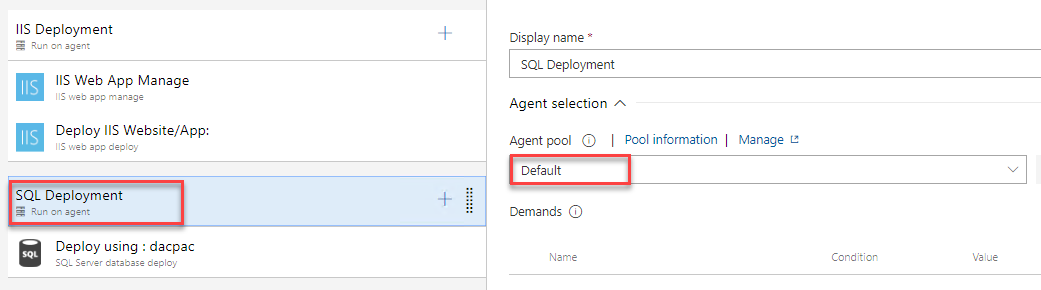 IIS Deployment
Run on agent
IIS
IIS Web App Manage
IIS web app manage
IIS
Deploy IIS Website/App:
IIS web app deploy
SQL Deployment
Run on agent
SQL
Deploy using : dacpac
SQL Server database deploy
Display name *
SQL Deployment
Agent selection
Agent pool | Pool information | Manage
Default
Demands
Name Condition Value